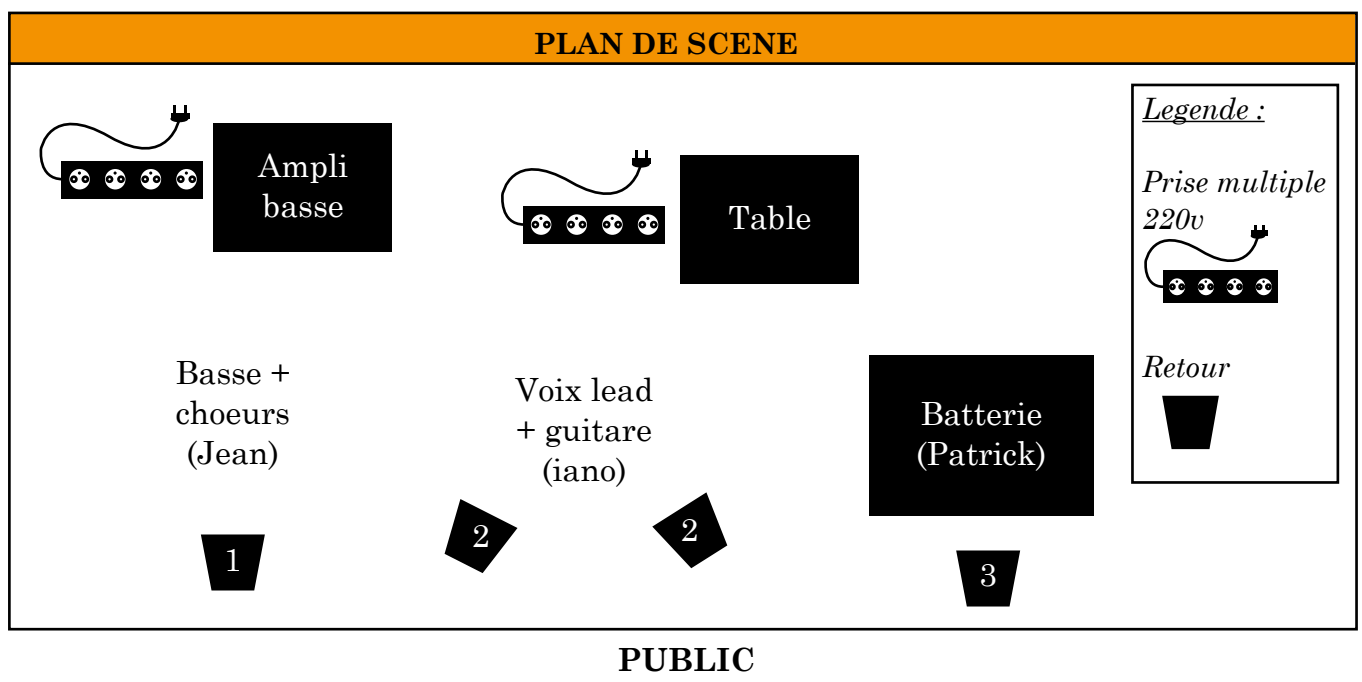 PLAN DE SCENE
Ampli
basse
Table
Legende :
Prise multiple
220v
Retour
Basse +
choeurs
(Jean)
Voix lead
+ guitare
(iano)
Batterie
(Patrick)
1
2
2
3
PUBLIC